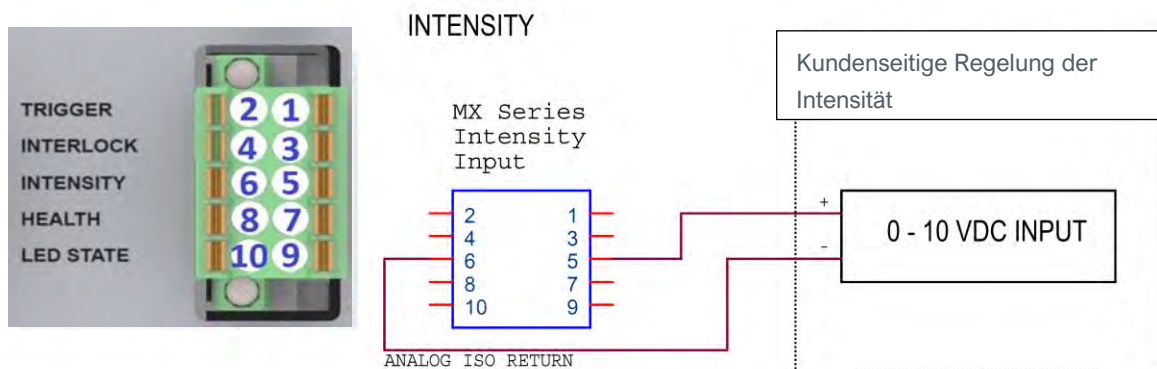 INTENSITY
TRIGGER
INTERLOCK
INTENSITY
HEALTH
LED STATE
2 1
4 3
6 5
8 7
10 9
MX Series
Intensity
Input
2 1
4 3
6 5
8 7
10 9
ANALOG ISO RETURN
Kundenseitige Regelung der
Intensität
+
-
0 - 10 VDC INPUT